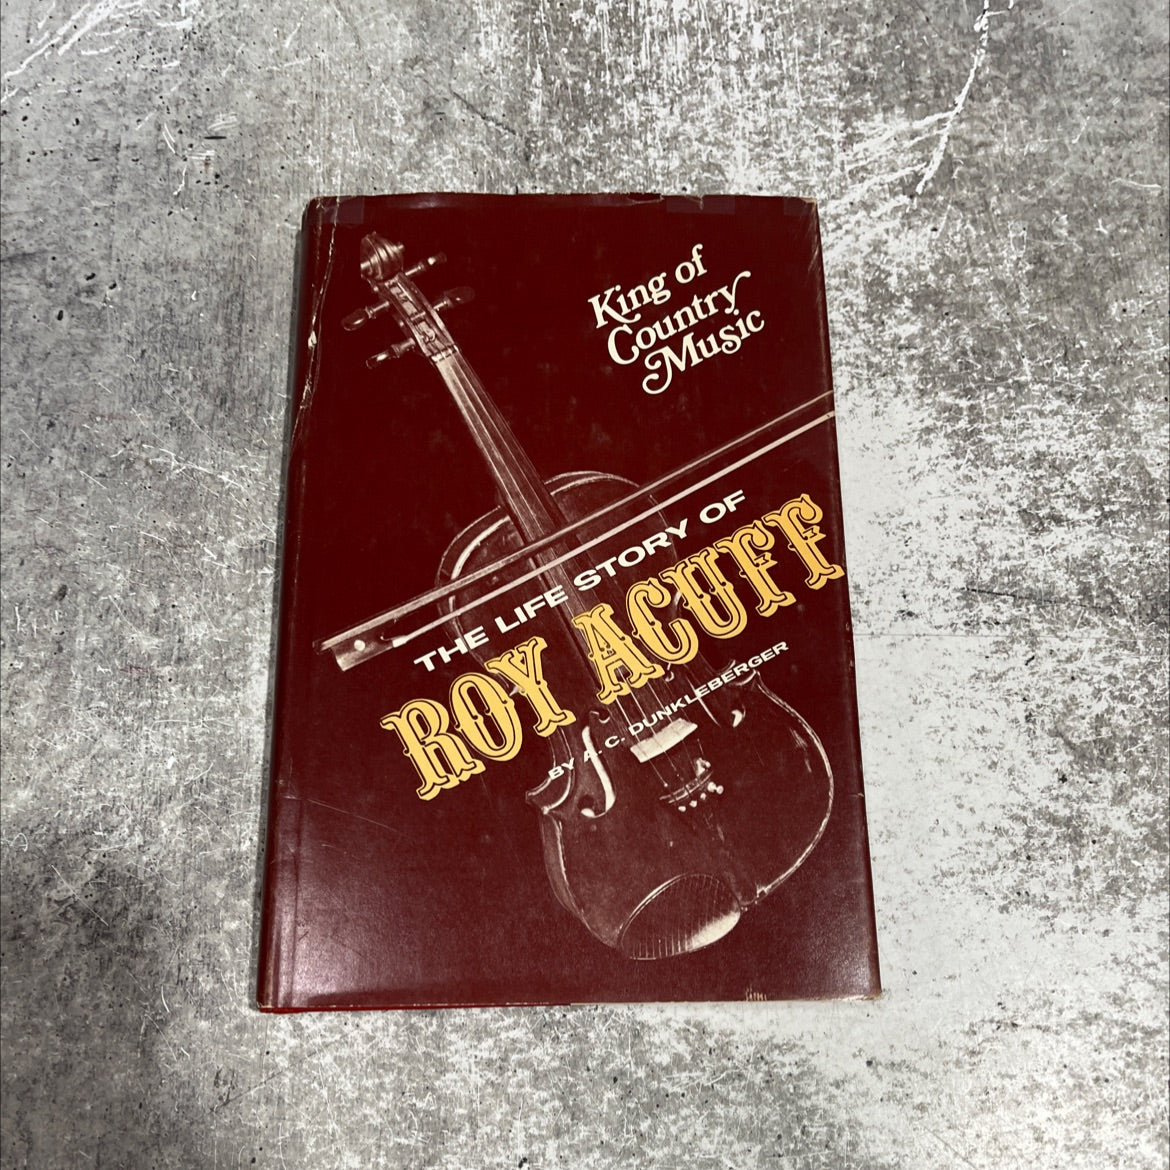 King of
Country
Music
THE LIFE STORY OF
ROY ACUFF
BY A. C. DUNKLEBERGER